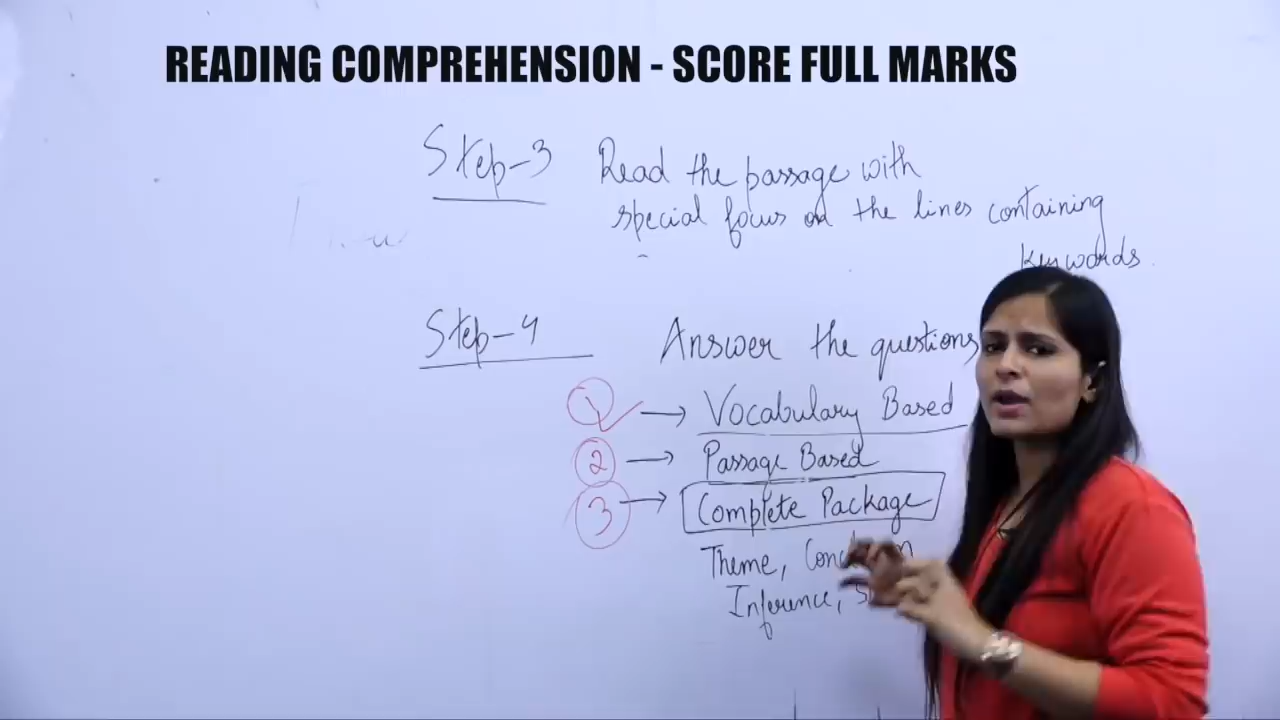 READING COMPREHENSION - SCORE FULL MARKS
Step-3 Read the passage with
special focus on the lines containing
keywords.
Step-4 Answer the questions
1 → Vocabulary Based
2 → Passage Based
3 → Complete Package
Theme,
Inference,